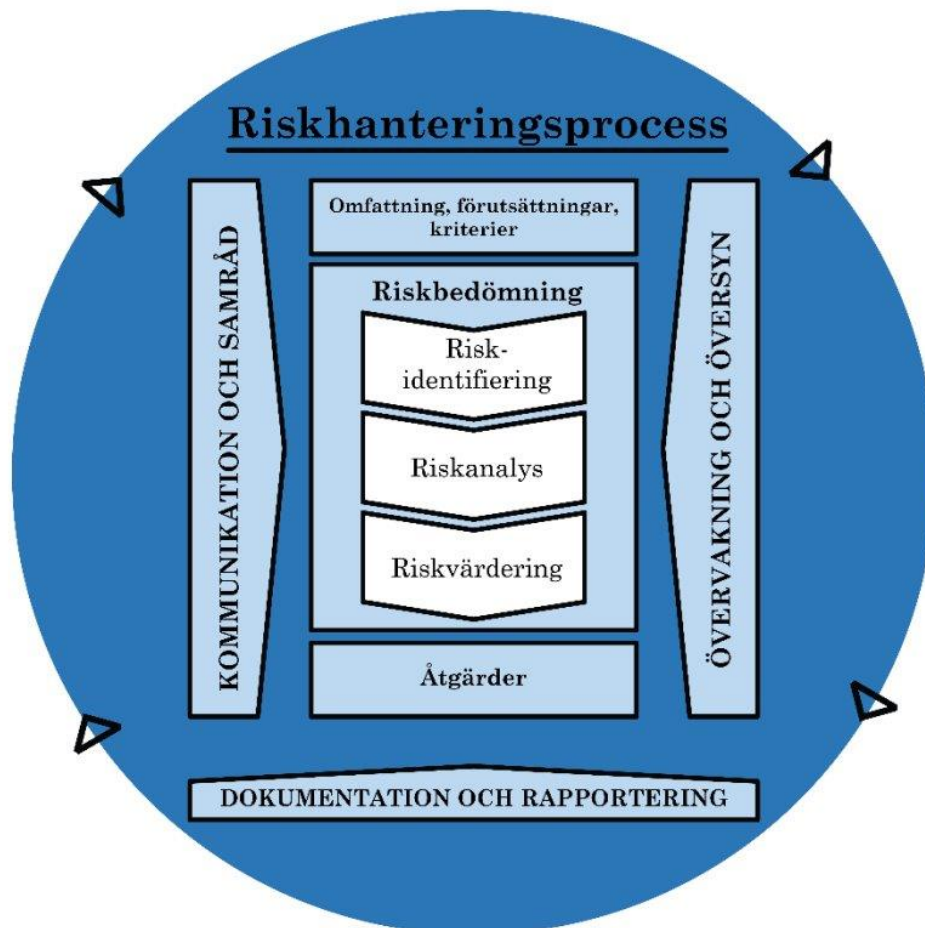 Riskhanteringsprocess
KOMMUNIKATION OCH SAMRÅD
Omfattning, förutsättningar,
kriterier
Riskbedömning
Risk-
identifiering
Riskanalys
Riskvärdering
Åtgärder
ÖVERVAKNING OCH ÖVERSYN
DOKUMENTATION OCH RAPPORTERING